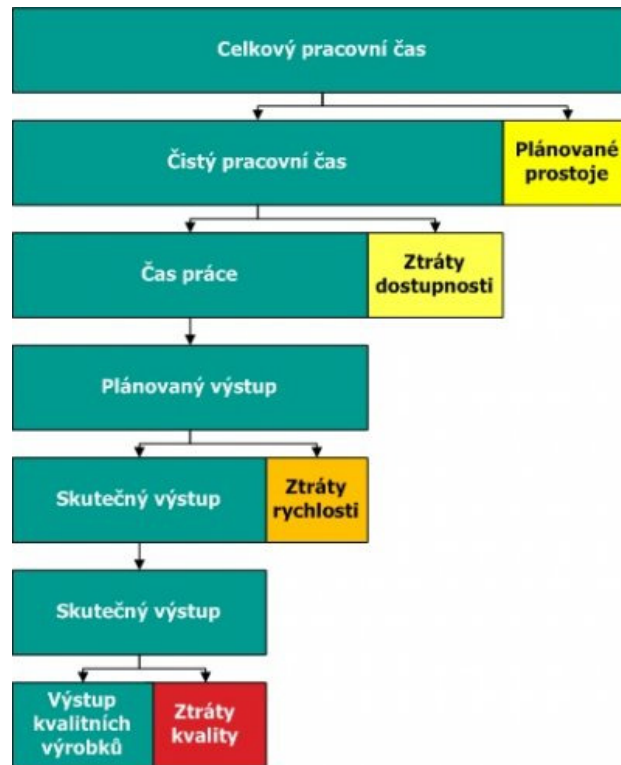 Celkový pracovní čas
Čistý pracovní čas
Plánované
prostoje
Čas práce
Ztráty
dostupnosti
Plánovaný výstup
Skutečný výstup
Ztráty
rychlosti
Skutečný výstup
Výstup
kvalitních
výrobků
Ztráty
kvality